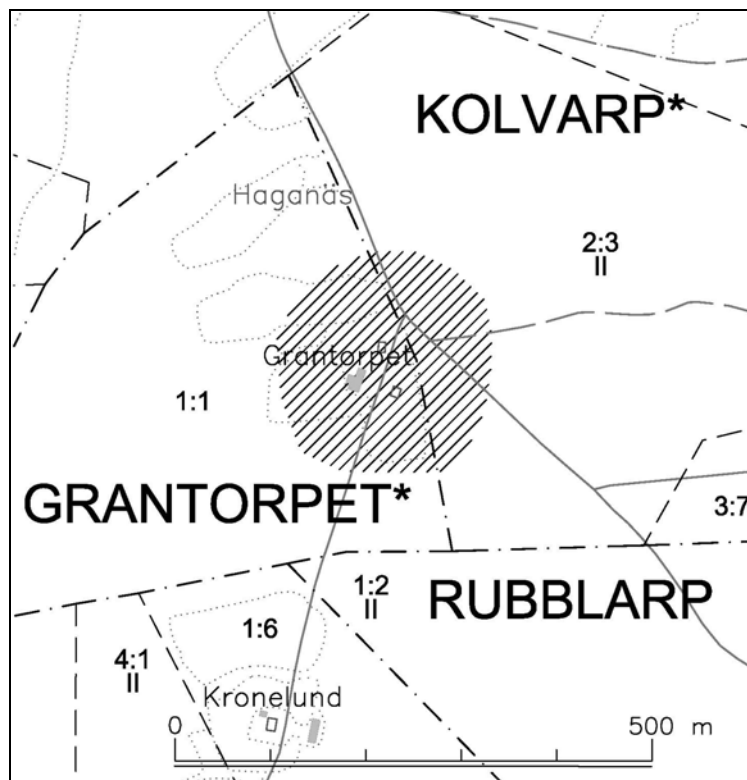 KOLVARP*
Haganäs
2:3
II
Grantorpet
1:1
GRANTORPET*
3:7
1:2
II
RUBBLARP
1:6
4:1
II
Kronelund
0 500 m